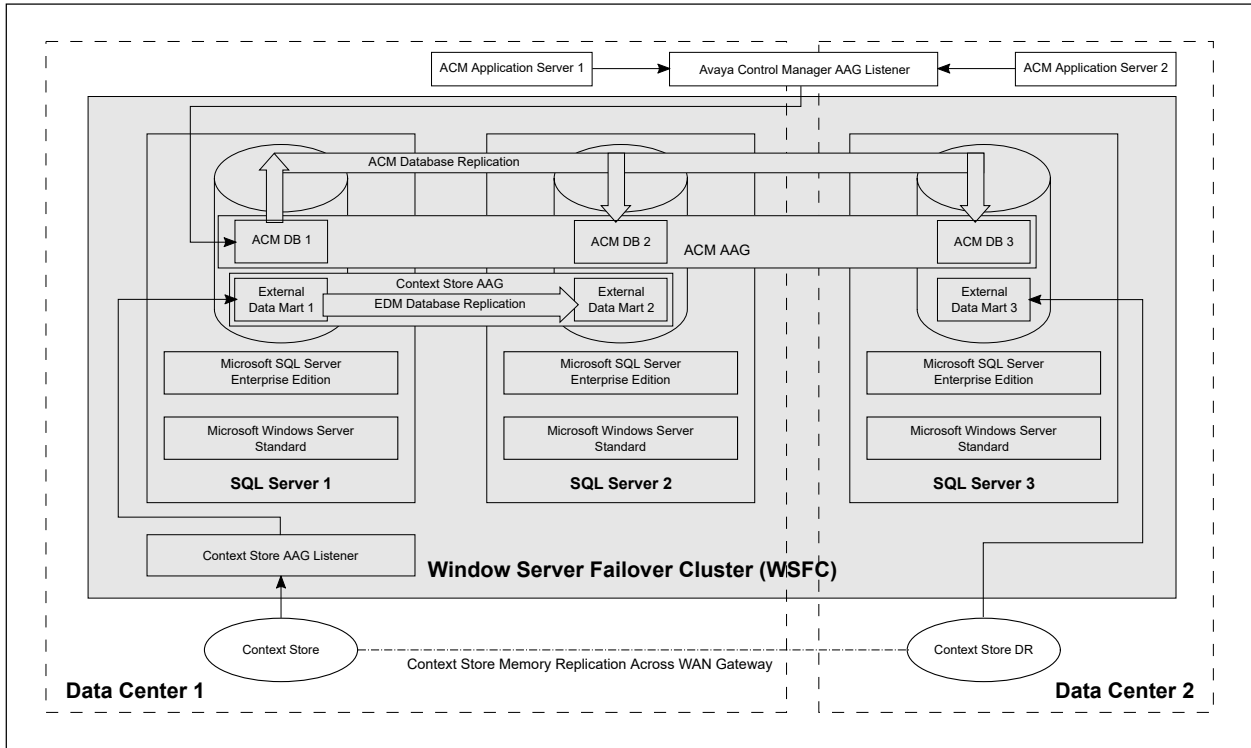 ACM Application Server 1
Avaya Control Manager AAG Listener
ACM Application Server 2
ACM Database Replication
ACM DB 1
ACM DB 2
ACM DB 3
ACM AAG
Context Store AAG
External
Data Mart 1
EDM Database Replication
External
Data Mart 2
External
Data Mart 3
Microsoft SQL Server
Enterprise Edition
Microsoft SQL Server
Enterprise Edition
Microsoft SQL Server
Enterprise Edition
Microsoft Windows Server
Standard
Microsoft Windows Server
Standard
Microsoft Windows Server
Standard
SQL Server 1
SQL Server 2
SQL Server 3
Context Store AAG Listener
Window Server Failover Cluster (WSFC)
Context Store
Context Store Memory Replication Across WAN Gateway
Context Store DR
Data Center 1
Data Center 2